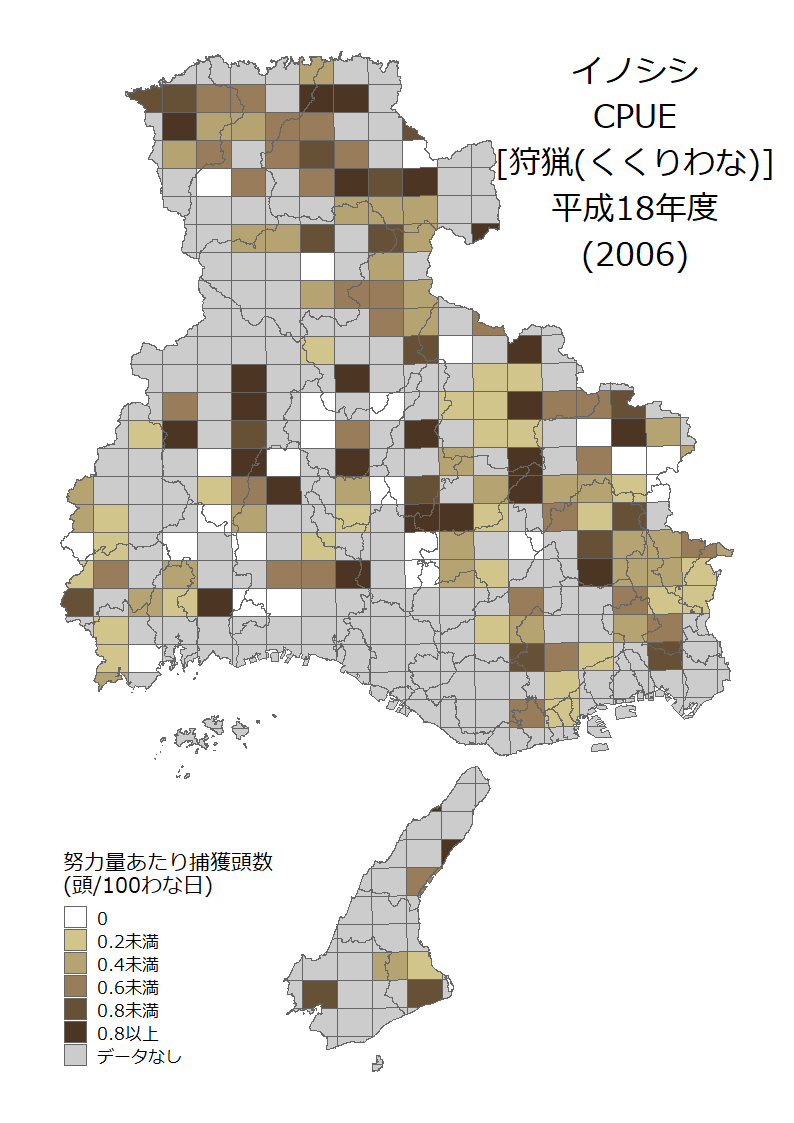 イノシシ
CPUE
[狩猟(くくりわな)]
平成18年度
(2006)
努力量あたり捕獲頭数
(頭/100わな日)
0
0.2未満
0.4未満
0.6未満
0.8未満
0.8以上
データなし